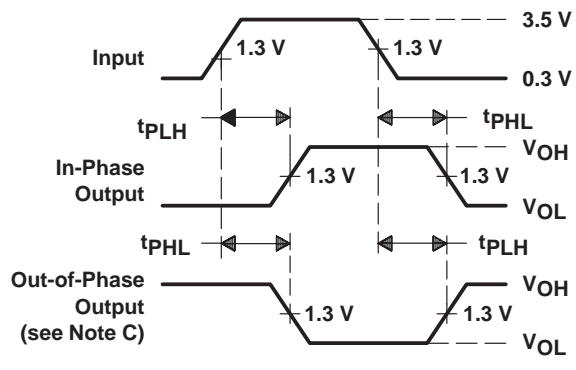 3.5 V
Input
1.3 V
1.3 V
0.3 V
tPLH
tPHL
VOH
In-Phase
Output
1.3 V
1.3 V
VOL
tPHL
tPLH
Out-of-Phase
Output
(see Note C)
VOH
1.3 V
1.3 V
VOL